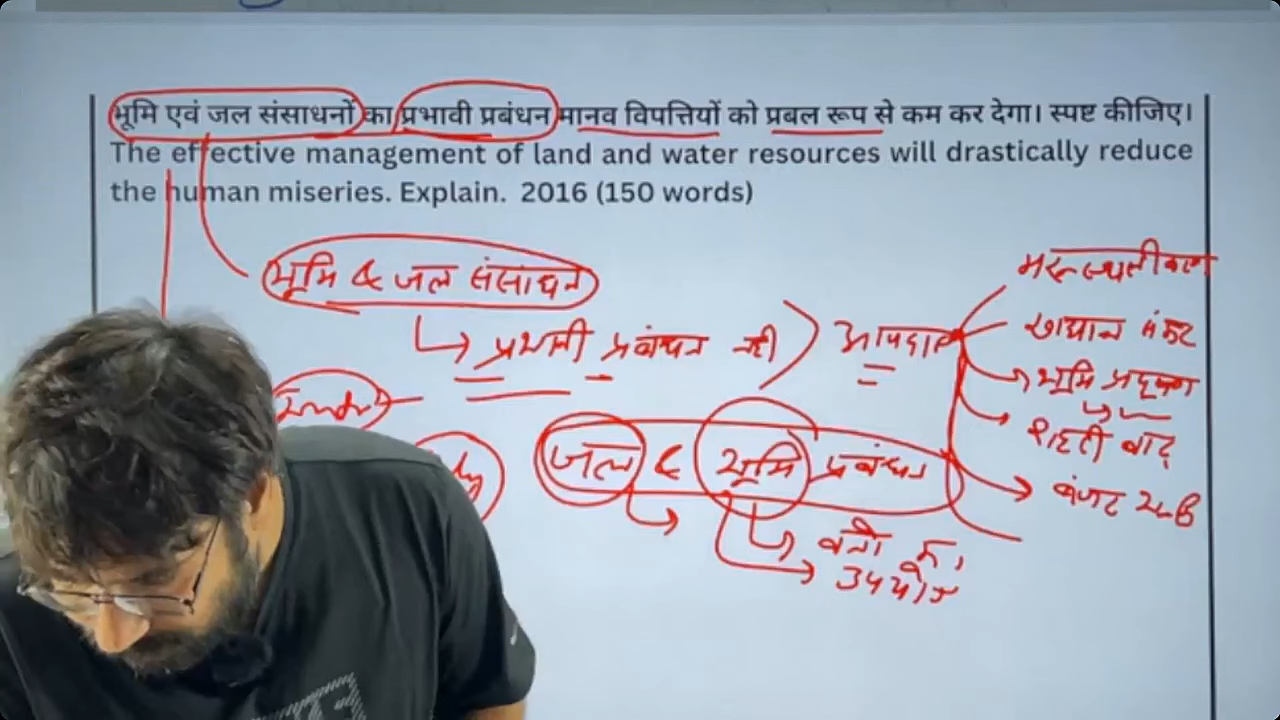 भूमि एवं जल संसाधनों का प्रभावी प्रबंधन मानव विपत्तियों को प्रबल रूप से कम कर देगा। स्पष्ट कीजिए।
The effective management of land and water resources will drastically reduce
the human miseries. Explain. 2016 (150 words)
भूमि & जल संसाधन
मरूस्थलीकरण
प्रभावी प्रबंधन नहीं
आपदाएं
खाद्यान संकट
भूमि प्रदूषण
शहरी बाढ़
जल & भूमि प्रबंधन
बंजर
वनों
उपयोग